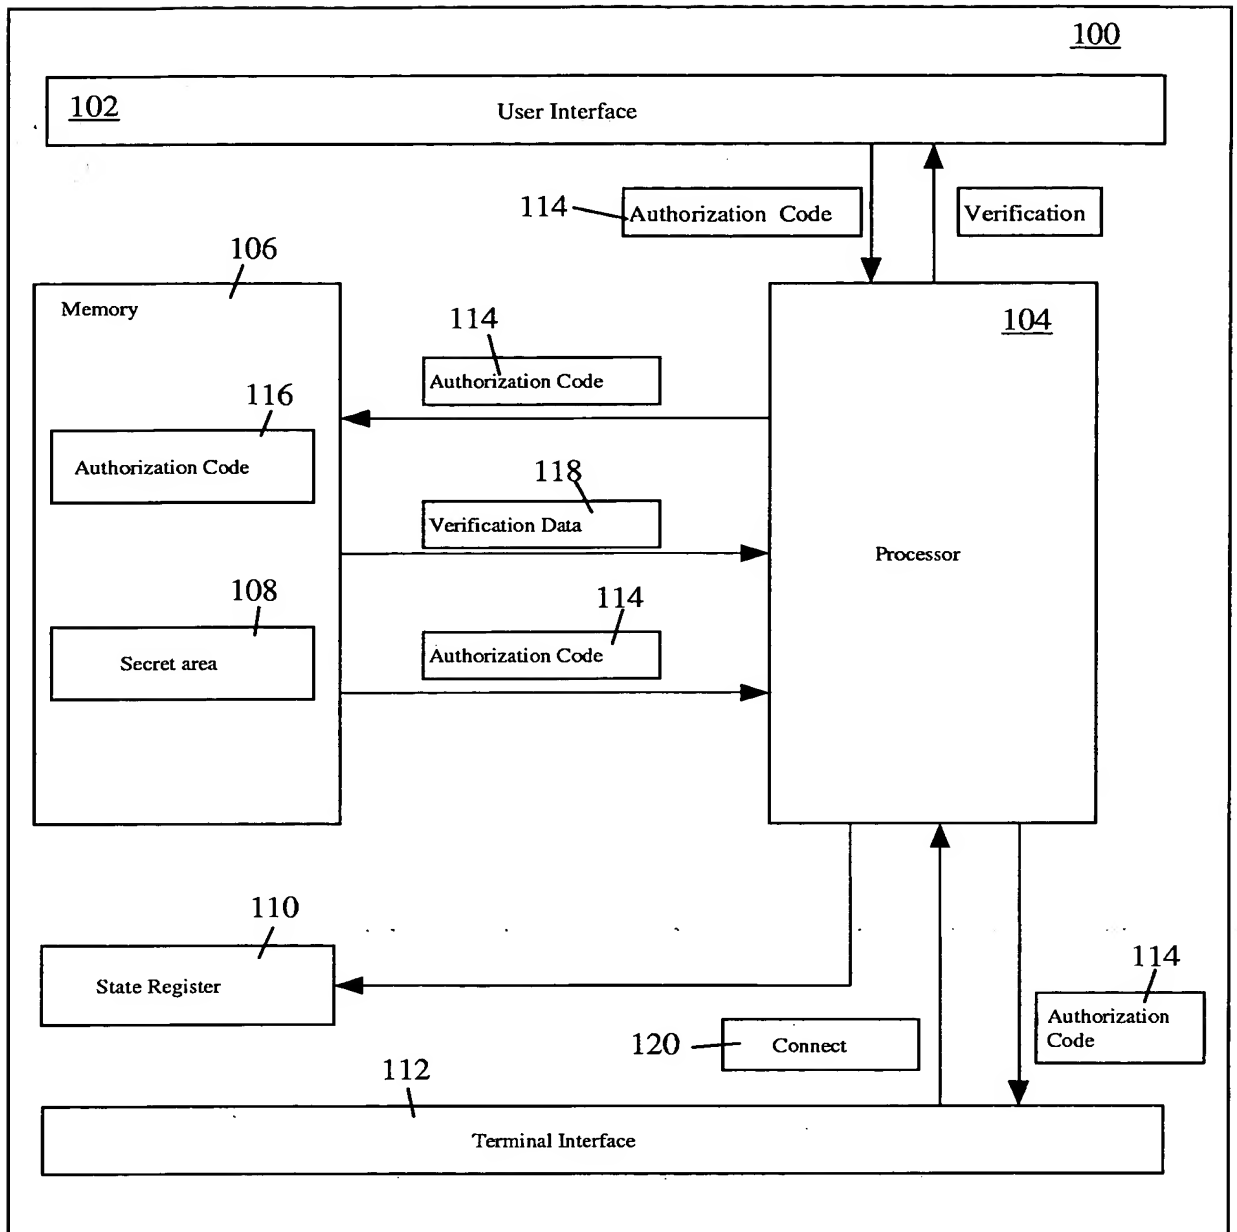 100
102
User Interface
114
Authorization Code
Verification
106
Memory
104
114
Authorization Code
116
Authorization Code
118
Verification Data
Processor
108
Secret area
114
Authorization Code
110
State Register
114
Authorization
Code
120
Connect
112
Terminal Interface